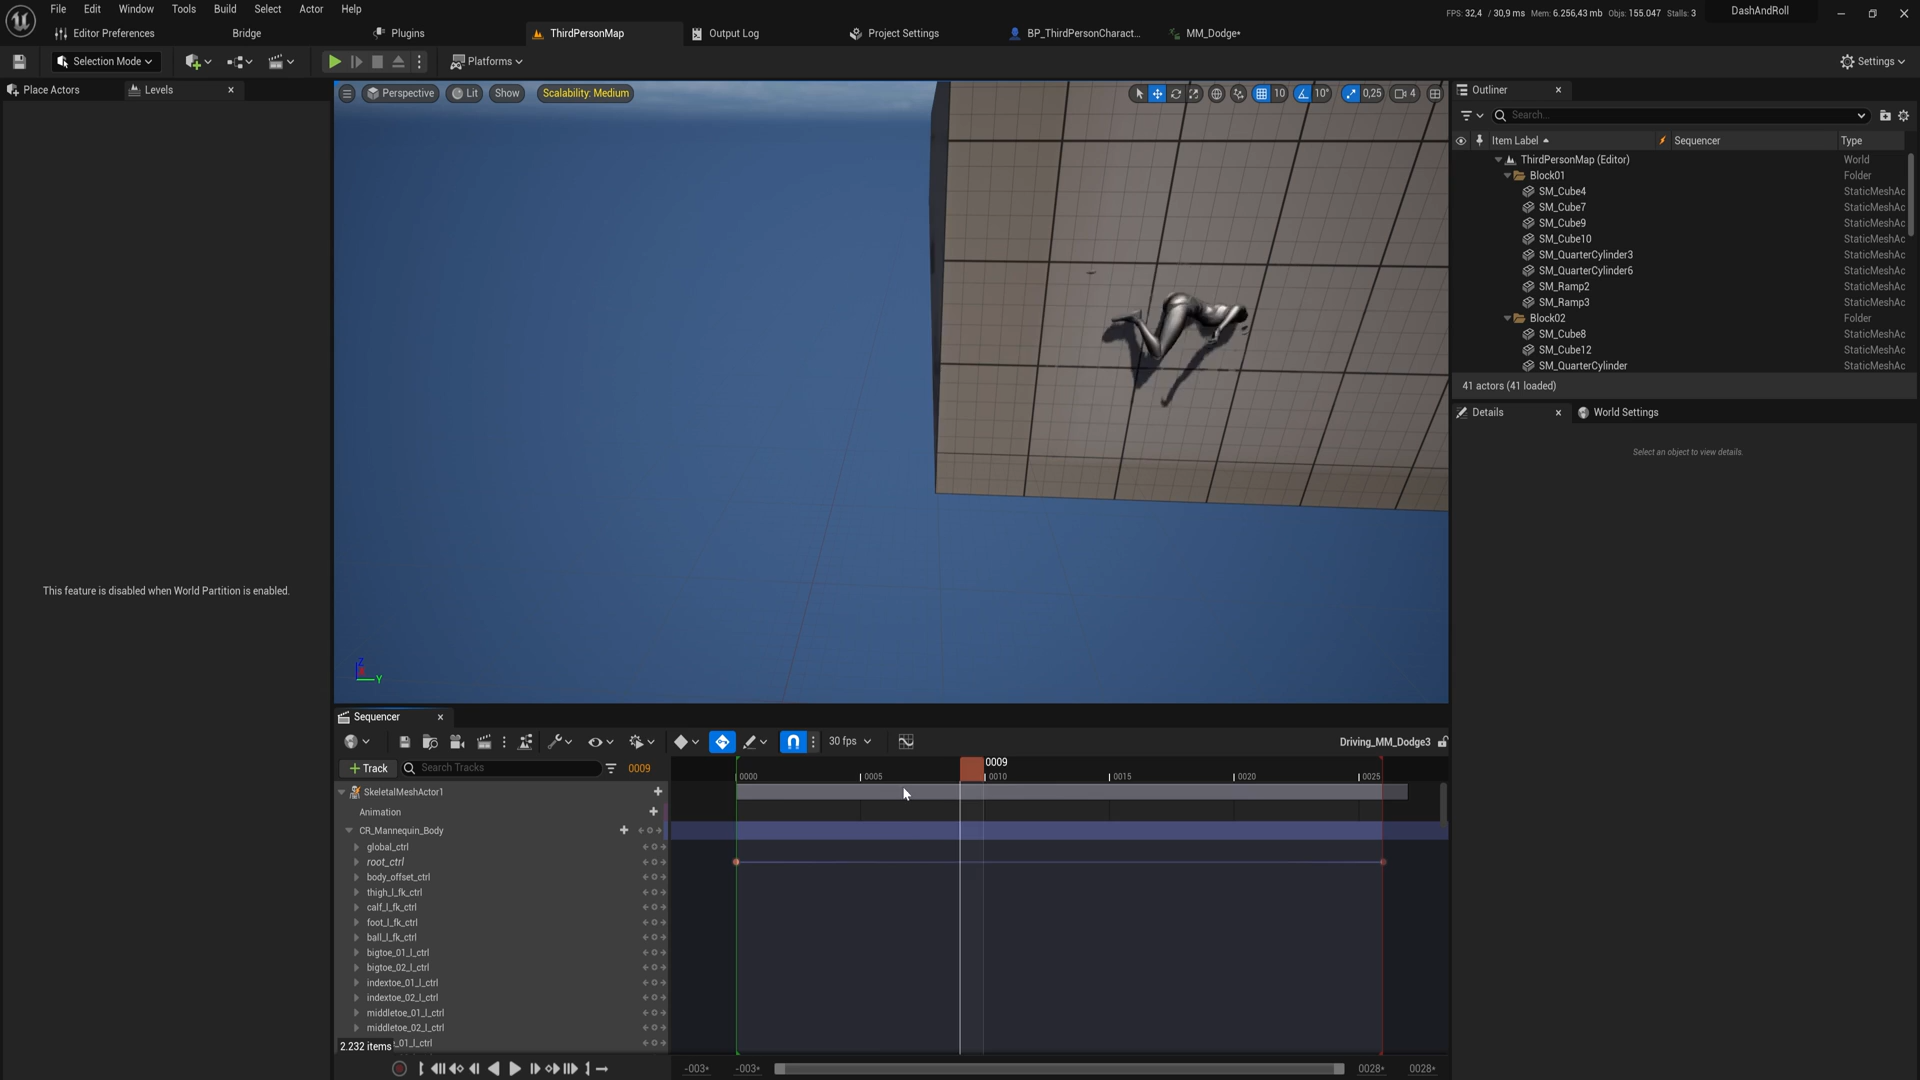 File Edit Window Tools Build Select Actor Help
FPS: 32,4 / 30,9 ms Mem: 6.256,43 mb Objs: 155.047 Stalls: 3 DashAndRoll
Editor Preferences Bridge Plugins ThirdPersonMap Output Log Project Settings BP_ThirdPersonCharact... MM_Dodge*
Selection Mode Platforms Settings
Place Actors Levels
Perspective Lit Show Scalability: Medium 10 10° 0,25 4
Outliner
Search...
Item Label Sequencer Type
ThirdPersonMap (Editor) World
Block01 Folder
SM_Cube4 StaticMeshAc
SM_Cube7 StaticMeshAc
SM_Cube9 StaticMeshAc
SM_Cube10 StaticMeshAc
SM_QuarterCylinder3 StaticMeshAc
SM_QuarterCylinder6 StaticMeshAc
SM_Ramp2 StaticMeshAc
SM_Ramp3 StaticMeshAc
Block02 Folder
SM_Cube8 StaticMeshAc
SM_Cube12 StaticMeshAc
SM_QuarterCylinder StaticMeshAc
41 actors (41 loaded)
Details World Settings
Select an object to view details.
This feature is disabled when World Partition is enabled.
Z
Y
Sequencer
30 fps Driving_MM_Dodge3
+ Track Search Tracks 0009
0009
0000 0005 0010 0015 0020 0025
SkeletalMeshActor1
Animation
CR_Mannequin_Body
global_ctrl
root_ctrl
body_offset_ctrl
thigh_l_fk_ctrl
calf_l_fk_ctrl
foot_l_fk_ctrl
ball_l_fk_ctrl
bigtoe_01_l_ctrl
bigtoe_02_l_ctrl
indextoe_01_l_ctrl
indextoe_02_l_ctrl
middletoe_01_l_ctrl
middletoe_02_l_ctrl
_01_l_ctrl
2.232 items
-003* -003* 0028* 0028*